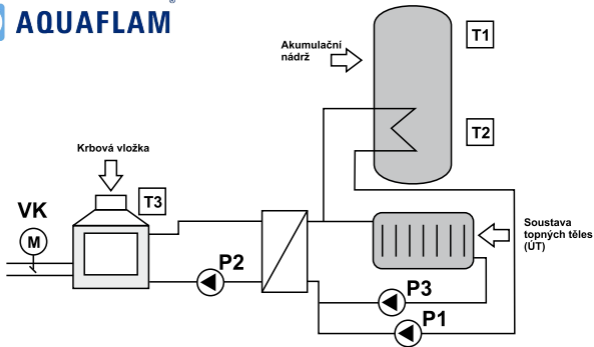 AQUAFLAM®
T1
Akumulační
nádrž
T2
Krbová vložka
T3
VK
M
Soustava
topných těles
(ÚT)
P2
P3
P1